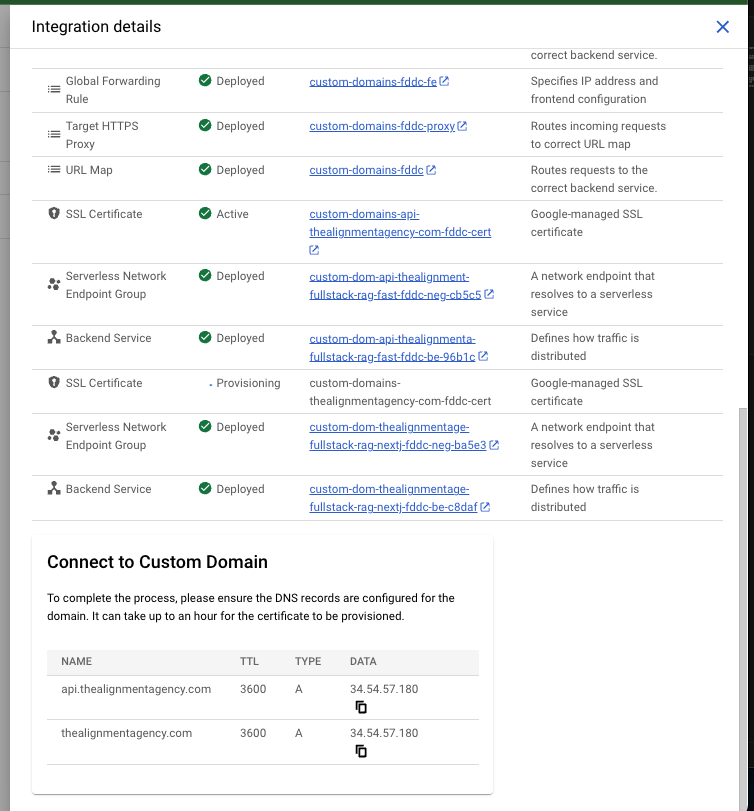 Integration details
correct backend service.
Global Forwarding Rule Deployed custom-domains-fddc-fe Specifies IP address and frontend configuration
Target HTTPS Proxy Deployed custom-domains-fddc-proxy Routes incoming requests to correct URL map
URL Map Deployed custom-domains-fddc Routes requests to the correct backend service.
SSL Certificate Active custom-domains-api-thealignmentagency-com-fddc-cert Google-managed SSL certificate
Serverless Network Endpoint Group Deployed custom-dom-api-thealignment-fullstack-rag-fast-fddc-neg-cb5c5 A network endpoint that resolves to a serverless service
Backend Service Deployed custom-dom-api-thealignmenta-fullstack-rag-fast-fddc-be-96b1c Defines how traffic is distributed
SSL Certificate Provisioning custom-domains-thealignmentagency-com-fddc-cert Google-managed SSL certificate
Serverless Network Endpoint Group Deployed custom-dom-thealignmentage-fullstack-rag-nextj-fddc-neg-ba5e3 A network endpoint that resolves to a serverless service
Backend Service Deployed custom-dom-thealignmentage-fullstack-rag-nextj-fddc-be-c8daf Defines how traffic is distributed
Connect to Custom Domain
To complete the process, please ensure the DNS records are configured for the
domain. It can take up to an hour for the certificate to be provisioned.
NAME TTL TYPE DATA
api.thealignmentagency.com 3600 A 34.54.57.180
thealignmentagency.com 3600 A 34.54.57.180